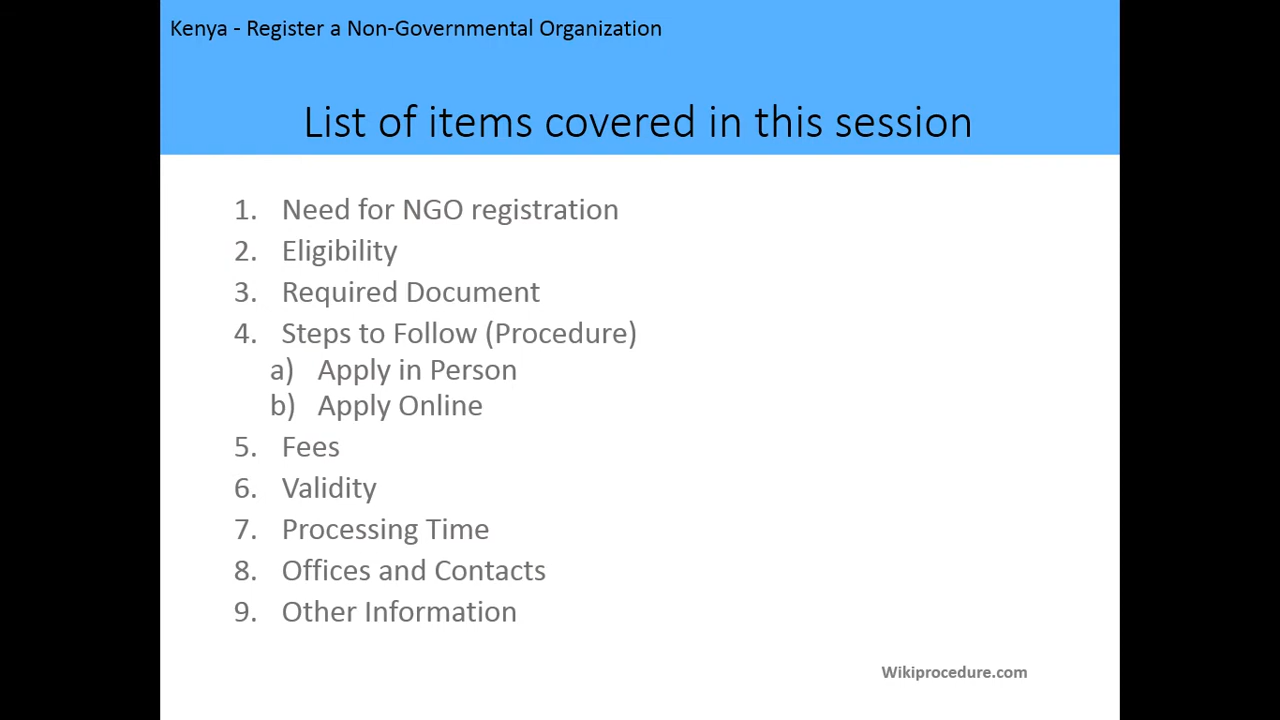 Kenya - Register a Non-Governmental Organization
List of items covered in this session
1. Need for NGO registration
2. Eligibility
3. Required Document
4. Steps to Follow (Procedure)
a) Apply in Person
b) Apply Online
5. Fees
6. Validity
7. Processing Time
8. Offices and Contacts
9. Other Information
Wikiprocedure.com